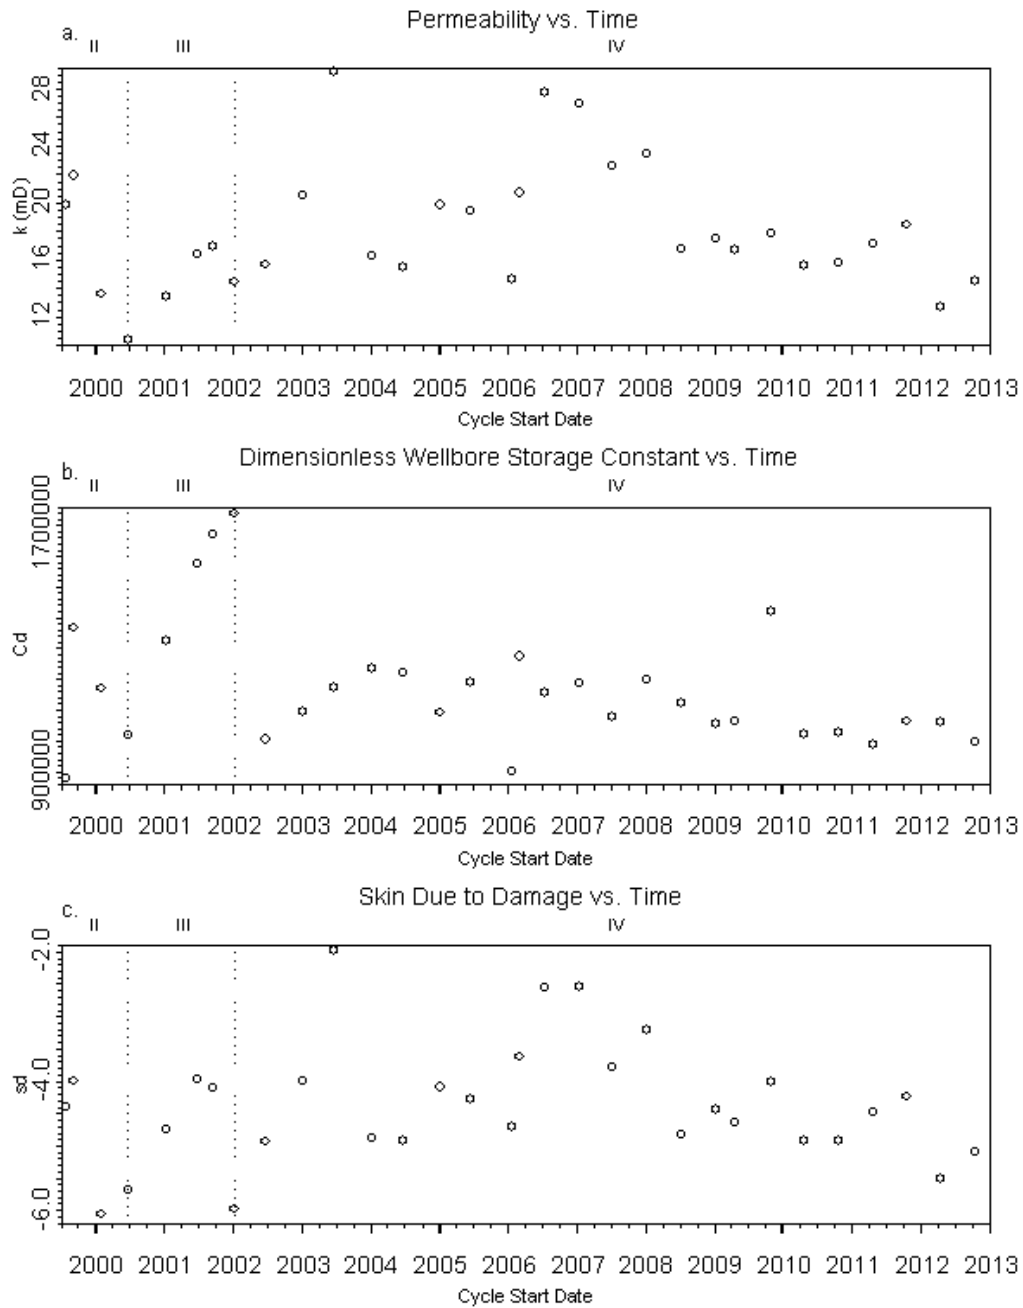 Permeability vs. Time
a.
II III IV
28
24
20
16
12
k (mD)
2000 2001 2002 2003 2004 2005 2006 2007 2008 2009 2010 2011 2012 2013
Cycle Start Date
Dimensionless Wellbore Storage Constant vs. Time
b.
II III IV
1700000
900000
Cd
2000 2001 2002 2003 2004 2005 2006 2007 2008 2009 2010 2011 2012 2013
Cycle Start Date
Skin Due to Damage vs. Time
c.
II III IV
-2.0
-4.0
-6.0
sd
2000 2001 2002 2003 2004 2005 2006 2007 2008 2009 2010 2011 2012 2013
Cycle Start Date